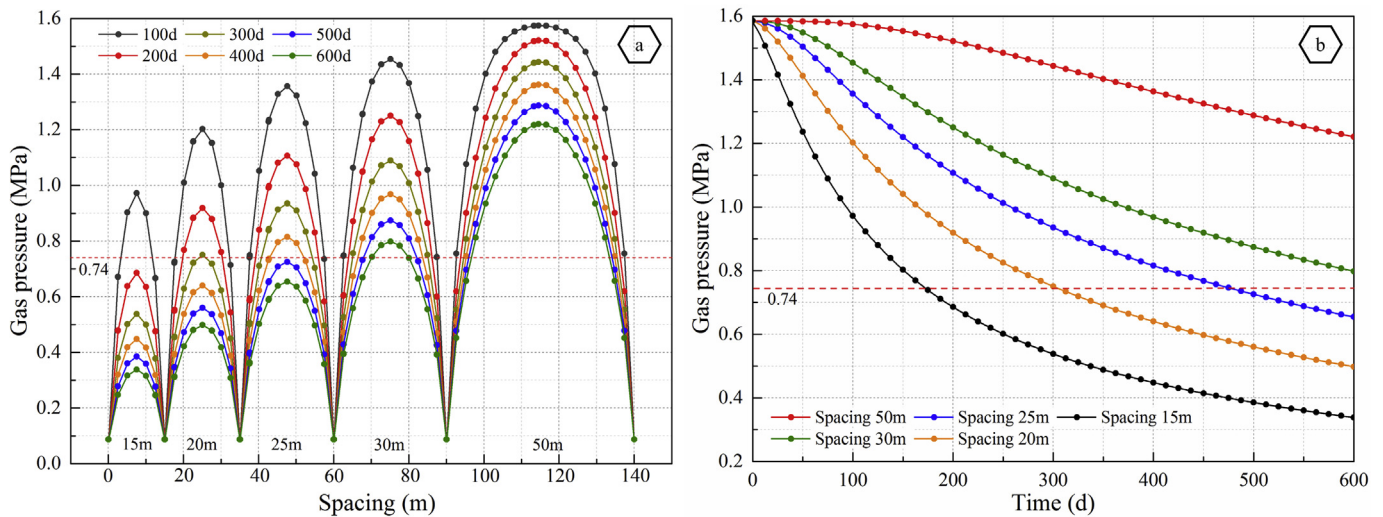 1.6
1.4
1.2
1.0
0.8
0.6
0.4
0.2
0.0
Gas pressure (MPa)
100d 300d 500d
200d 400d 600d
a
0.74
15m 20m 25m 30m 50m
0 20 40 60 80 100 120 140
Spacing (m)
1.6
1.4
1.2
1.0
0.8
0.6
0.4
0.2
Gas pressure (MPa)
b
0.74
Spacing 50m Spacing 25m Spacing 15m
Spacing 30m Spacing 20m
0 100 200 300 400 500 600
Time (d)